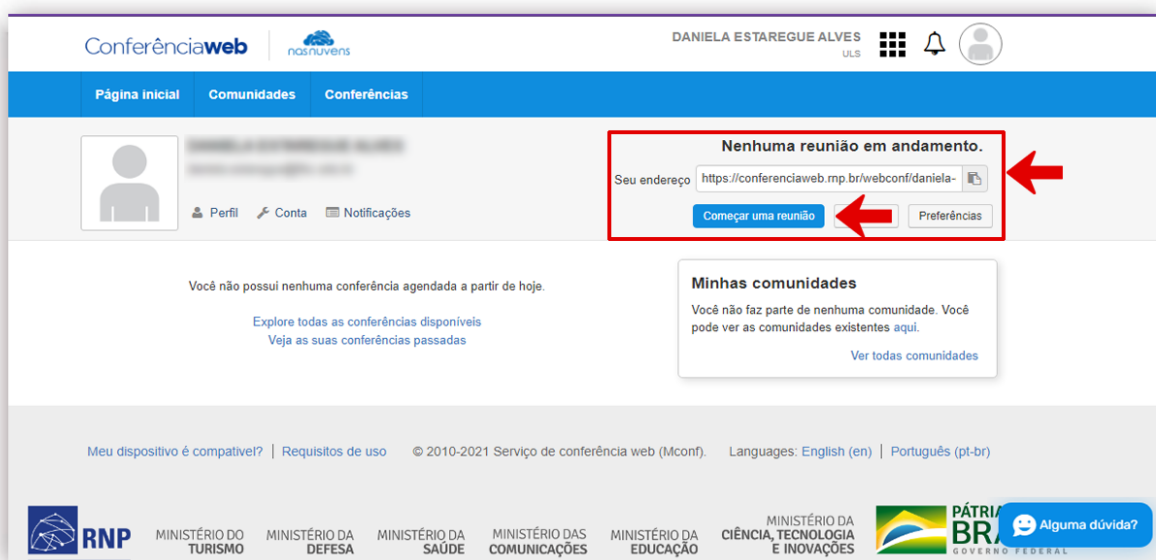 Conferênciaweb
nasnuvens
DANIELA ESTAREGUE ALVES
ULS
Página inicial
Comunidades
Conferências
Perfil
Conta
Notificações
Nenhuma reunião em andamento.
Seu endereço
https://conferenciaweb.rnp.br/webconf/daniela-
Começar uma reunião
Preferências
Você não possui nenhuma conferência agendada a partir de hoje.
Explore todas as conferências disponíveis
Veja as suas conferências passadas
Minhas comunidades
Você não faz parte de nenhuma comunidade. Você
pode ver as comunidades existentes aqui.
Ver todas comunidades
Meu dispositivo é compativel? | Requisitos de uso
© 2010-2021 Serviço de conferência web (Mconf).
Languages: English (en) | Português (pt-br)
RNP
MINISTÉRIO DO
TURISMO
MINISTÉRIO DA
DEFESA
MINISTÉRIO DA
SAÚDE
MINISTÉRIO DAS
COMUNICAÇÕES
MINISTÉRIO DA
EDUCAÇÃO
MINISTÉRIO DA
CIÊNCIA, TECNOLOGIA
E INOVAÇÕES
PÁTRIA
BRA
GOVERNO FEDERAL
Alguma dúvida?